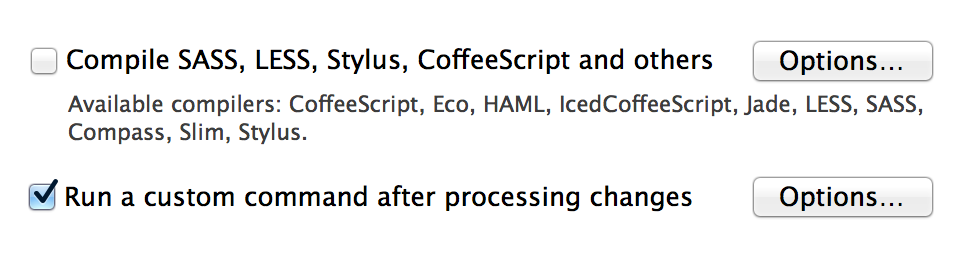 Compile SASS, LESS, Stylus, CoffeeScript and others
Options...
Available compilers: CoffeeScript, Eco, HAML, IcedCoffeeScript, Jade, LESS, SASS,
Compass, Slim, Stylus.
Run a custom command after processing changes
Options...